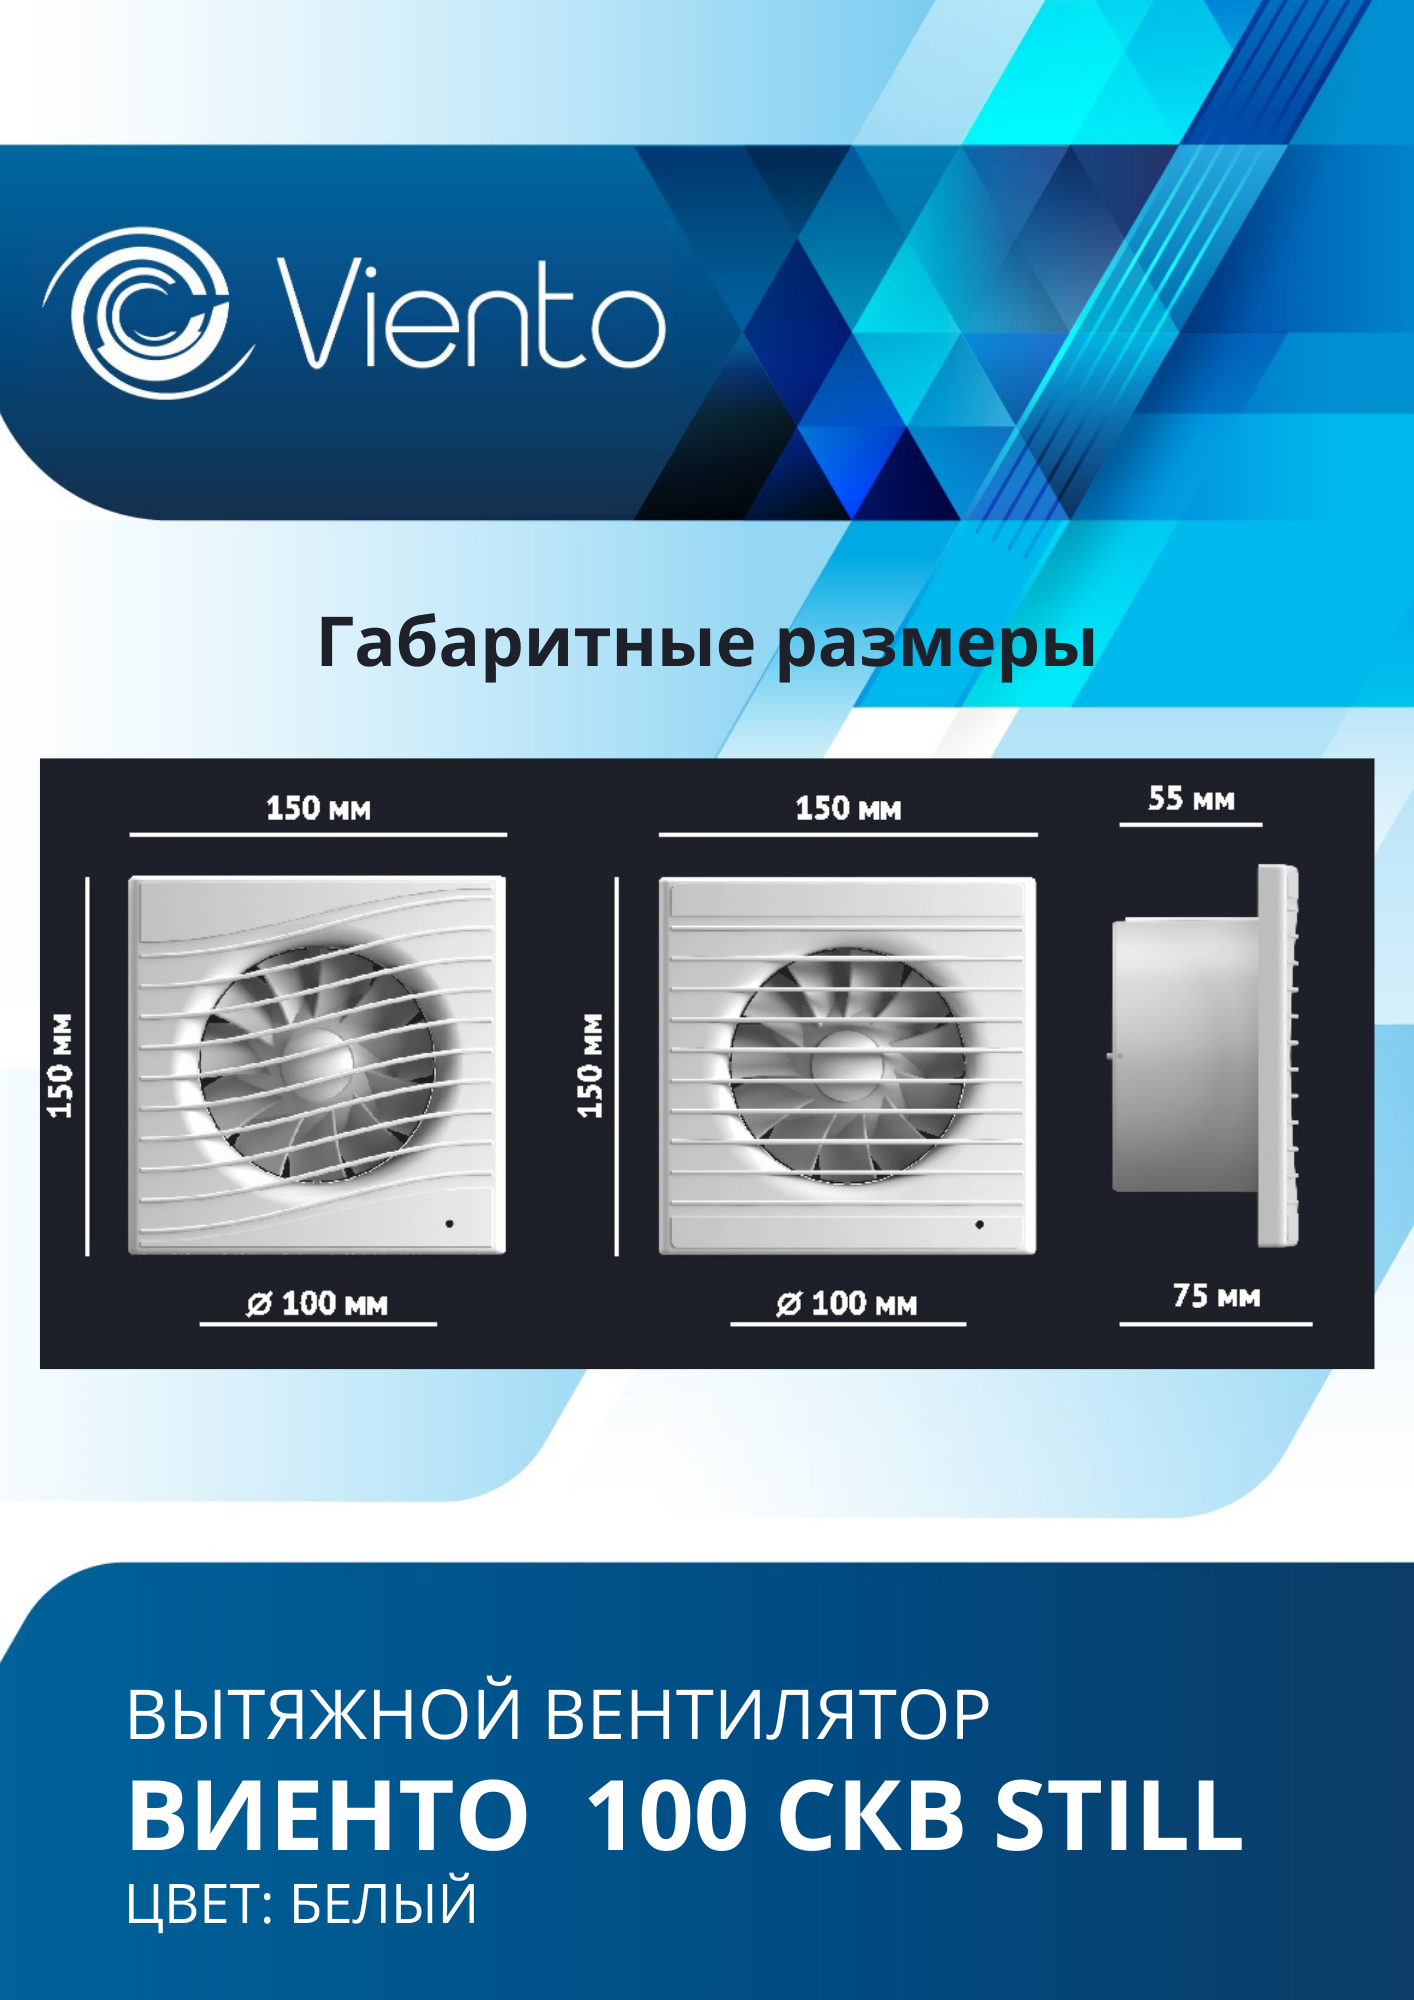 Viento
Габаритные размеры
150 мм
150 мм
55 мм
150 мм
150 мм
⌀ 100 мм
⌀ 100 мм
75 мм
ВЫТЯЖНОЙ ВЕНТИЛЯТОР
ВИЕНТО 100 СКВ STILL
ЦВЕТ: БЕЛЫЙ